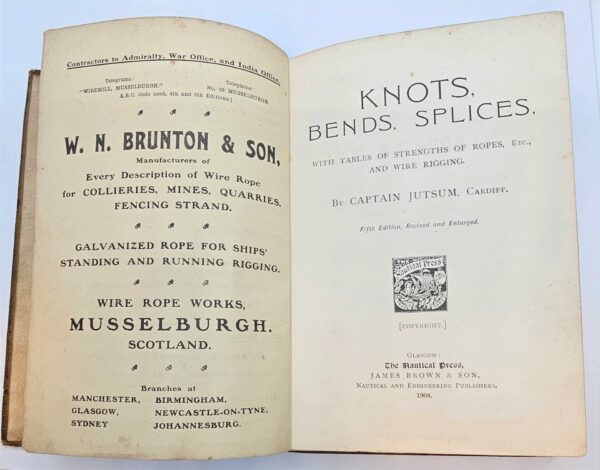 Contractors to Admiralty, War Office, and India Office.
Telegrams: Telephone:
"WIREMILL, MUSSELBURGH." No. 28 MUSSELBURGH
A.B.C. Code used, 4th and 5th Editions.]
W. N. BRUNTON & SON,
Manufacturers of
Every Description of Wire Rope
for COLLIERIES, MINES, QUARRIES,
FENCING STRAND.
GALVANIZED ROPE FOR SHIPS'
STANDING AND RUNNING RIGGING.
WIRE ROPE WORKS,
MUSSELBURGH.
SCOTLAND.
Branches at
MANCHESTER, BIRMINGHAM,
GLASGOW, NEWCASTLE-ON-TYNE,
SYDNEY JOHANNESBURG.
KNOTS,
BENDS, SPLICES,
WITH TABLES OF STRENGTHS OF ROPES, ETC.,
AND WIRE RIGGING.
BY CAPTAIN JUTSUM, CARDIFF.
Fifth Edition, Revised and Enlarged.
THE
Nautical Press
[COPYRIGHT.]
GLASGOW:
The Nautical Press,
JAMES BROWN & SON,
NAUTICAL AND ENGINEERING PUBLISHERS.
1908.